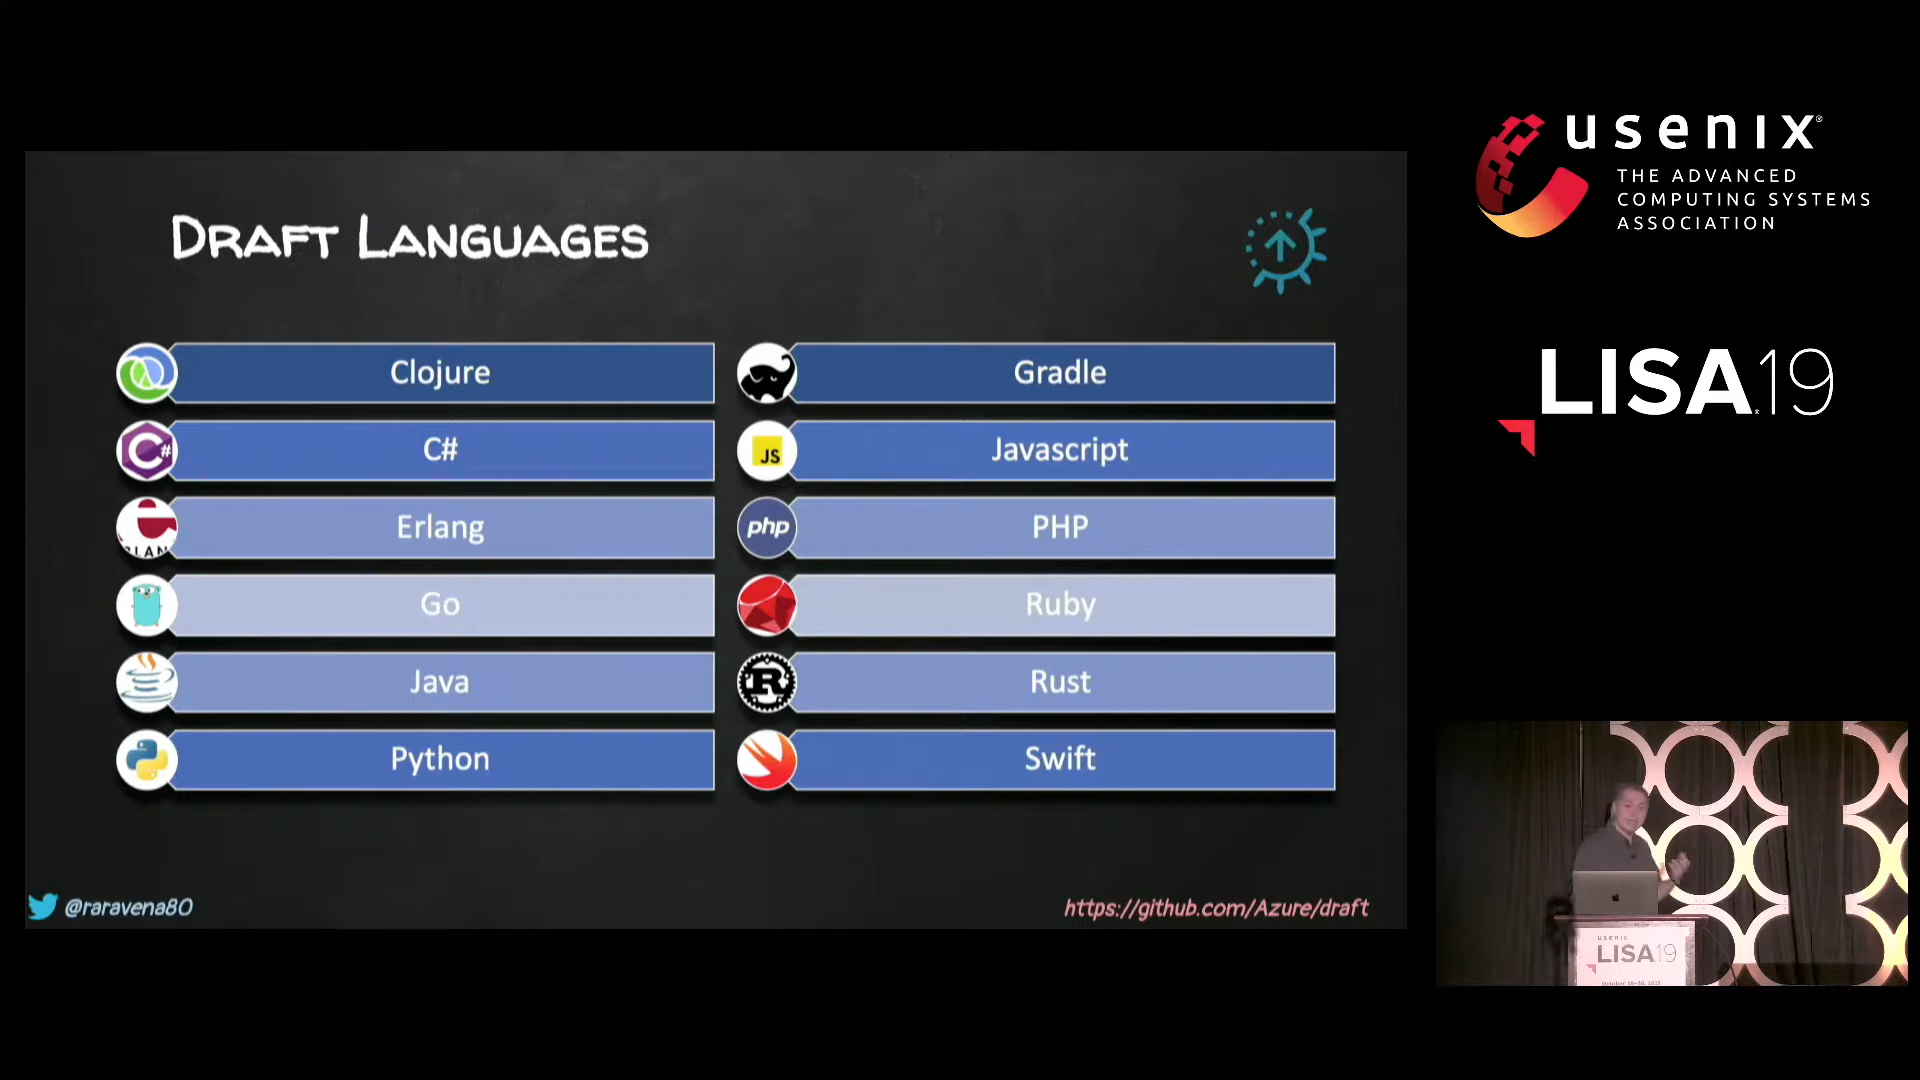 DRAFT LANGUAGES
Clojure
C#
Erlang
Go
Java
Python
Gradle
Javascript
PHP
Ruby
Rust
Swift
JS
php
R
@raravena80
https://github.com/Azure/draft
usenix®
THE ADVANCED
COMPUTING SYSTEMS
ASSOCIATION
LISA19
usenix
LISA19